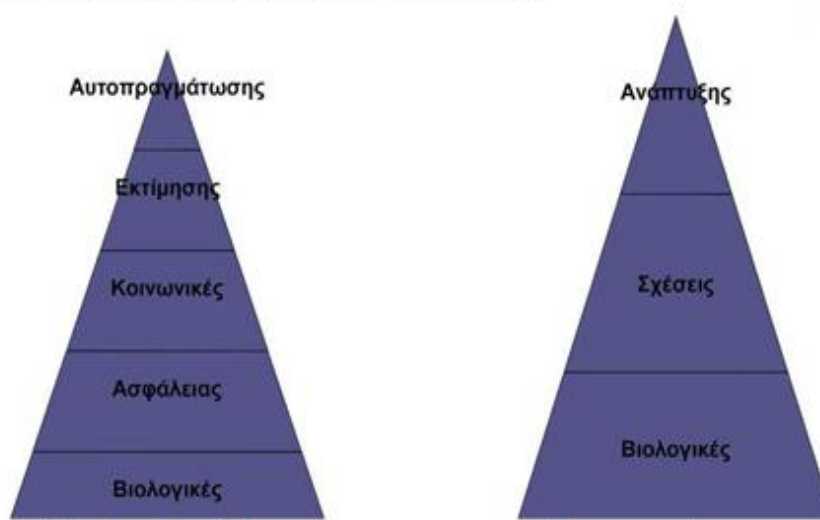 Αυτοπραγμάτωσης
Εκτίμησης
Κοινωνικές
Ασφάλειας
Βιολογικές
Ανάπτυξης
Σχέσεις
Βιολογικές